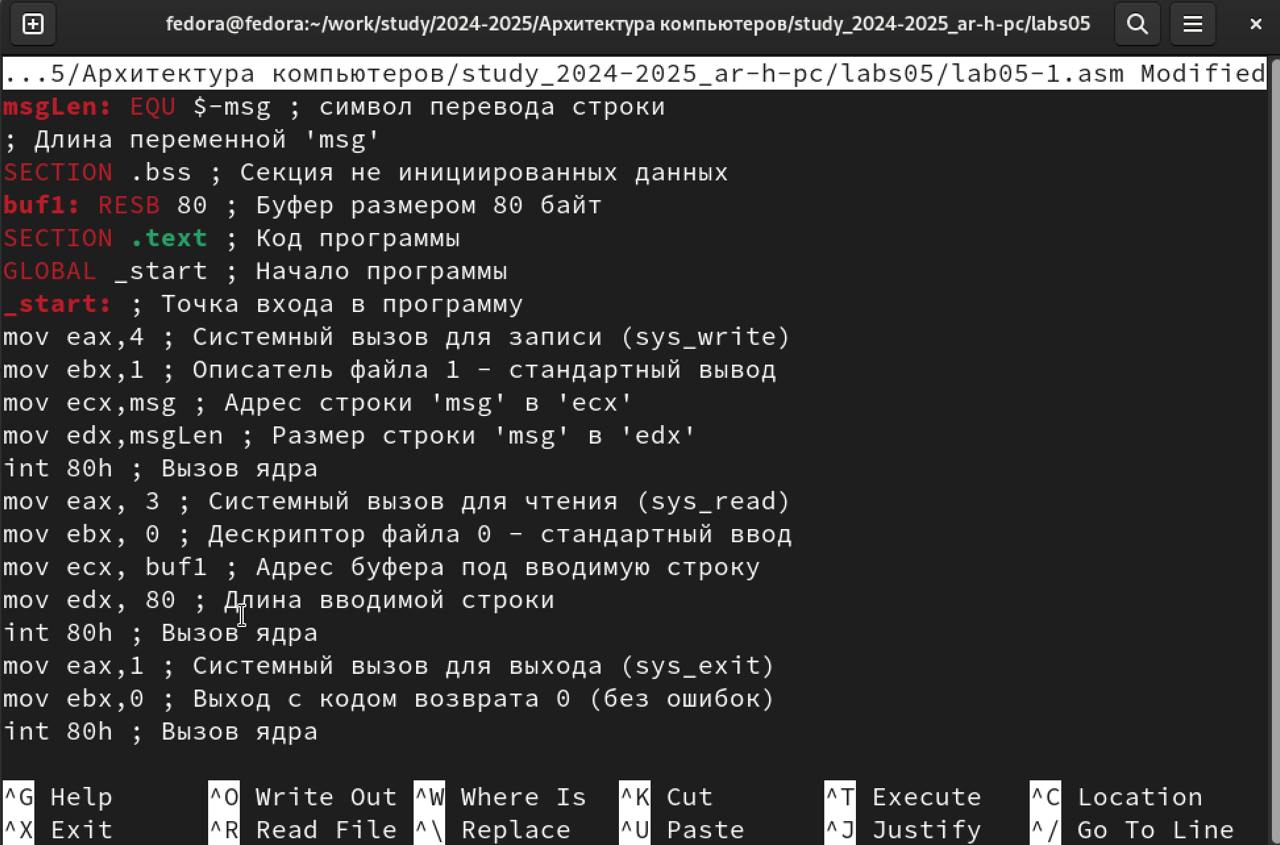 fedora@fedora:~/work/study/2024-2025/Архитектура компьютеров/study_2024-2025_ar-h-pc/labs05
...5/Архитектура компьютеров/study_2024-2025_ar-h-pc/labs05/lab05-1.asm Modified
msgLen: EQU $-msg ; символ перевода строки
; Длина переменной 'msg'
SECTION .bss ; Секция не инициированных данных
buf1: RESB 80 ; Буфер размером 80 байт
SECTION .text ; Код программы
GLOBAL _start ; Начало программы
_start: ; Точка входа в программу
mov eax,4 ; Системный вызов для записи (sys_write)
mov ebx,1 ; Описатель файла 1 - стандартный вывод
mov ecx,msg ; Адрес строки 'msg' в 'ecx'
mov edx,msgLen ; Размер строки 'msg' в 'edx'
int 80h ; Вызов ядра
mov eax, 3 ; Системный вызов для чтения (sys_read)
mov ebx, 0 ; Дескриптор файла 0 - стандартный ввод
mov ecx, buf1 ; Адрес буфера под вводимую строку
mov edx, 80 ; Длина вводимой строки
int 80h ; Вызов ядра
mov eax,1 ; Системный вызов для выхода (sys_exit)
mov ebx,0 ; Выход с кодом возврата 0 (без ошибок)
int 80h ; Вызов ядра
^G Help ^O Write Out ^W Where Is ^K Cut ^T Execute ^C Location
^X Exit ^R Read File ^\ Replace ^U Paste ^J Justify ^/ Go To Line